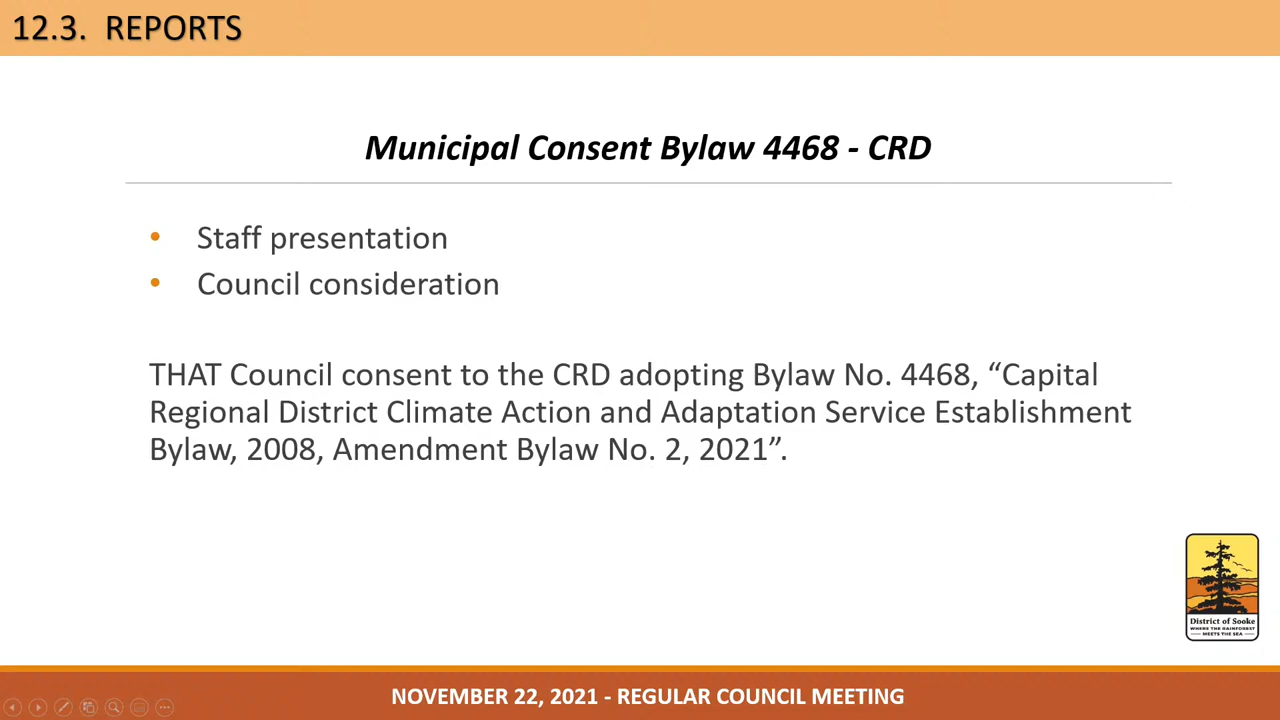 12.3. REPORTS
Municipal Consent Bylaw 4468 - CRD
• Staff presentation
• Council consideration
THAT Council consent to the CRD adopting Bylaw No. 4468, “Capital
Regional District Climate Action and Adaptation Service Establishment
Bylaw, 2008, Amendment Bylaw No. 2, 2021”.
District of Sooke
WHERE THE RAINFOREST
MEETS THE SEA
NOVEMBER 22, 2021 - REGULAR COUNCIL MEETING